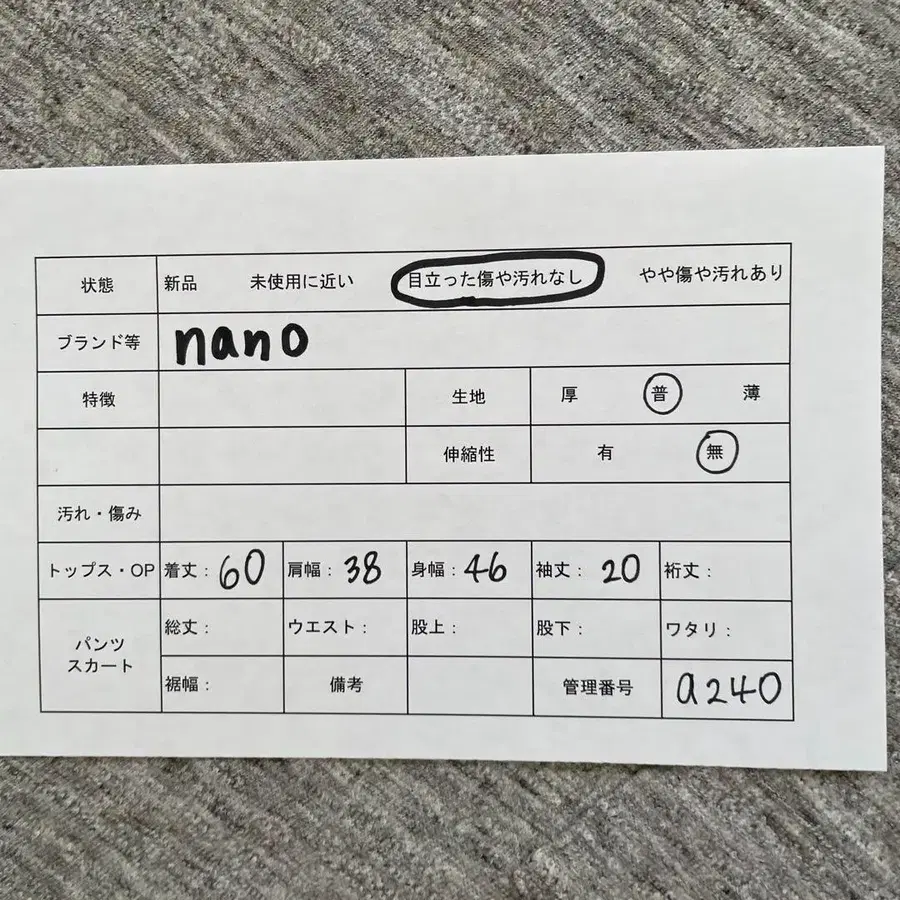 状態 新品 未使用に近い 目立った傷や汚れなし やや傷や汚れあり
ブランド等 nano
特徴 生地 厚 普 薄
伸縮性 有 無
汚れ・傷み
トップス・OP 着丈：60 肩幅：38 身幅：46 袖丈：20 裄丈：
パンツ スカート 総丈： ウエスト： 股上： 股下： ワタリ：
裾幅： 備考 管理番号 a240